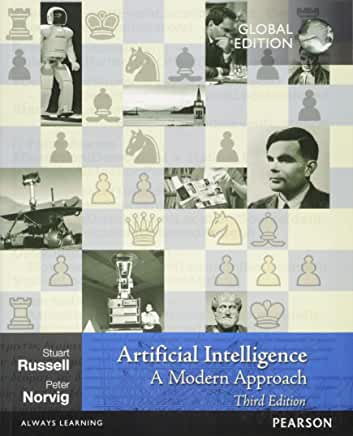 GLOBAL
EDITION
Stuart
Russell
Peter
Norvig
Artificial Intelligence
A Modern Approach
Third Edition
ALWAYS LEARNING
PEARSON